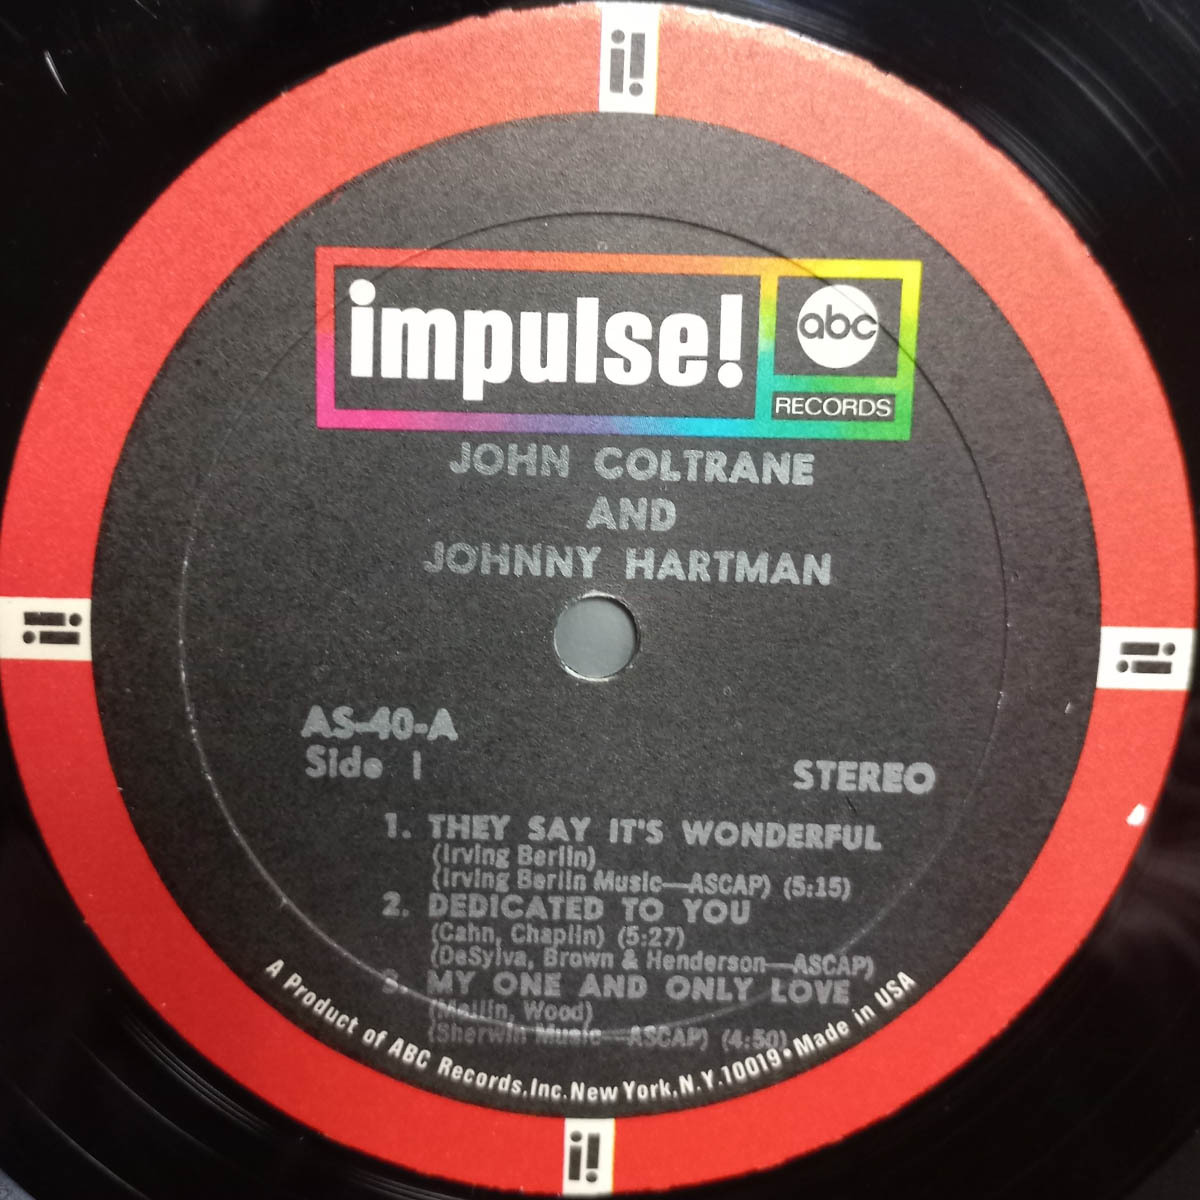 impulse!
abc
RECORDS
JOHN COLTRANE
AND
JOHNNY HARTMAN
AS-40-A
Side 1
STEREO
1. THEY SAY IT'S WONDERFUL
(Irving Berlin)
(Irving Berlin Music—ASCAP) (5:15)
2. DEDICATED TO YOU
(Cahn, Chaplin) (5:27)
(DeSylva, Brown & Henderson—ASCAP)
3. MY ONE AND ONLY LOVE
(Mellin, Wood)
(Sherwin Music—ASCAP) (4:50)
A Product of ABC Records, Inc. New York, N.Y. 10019 • Made in USA